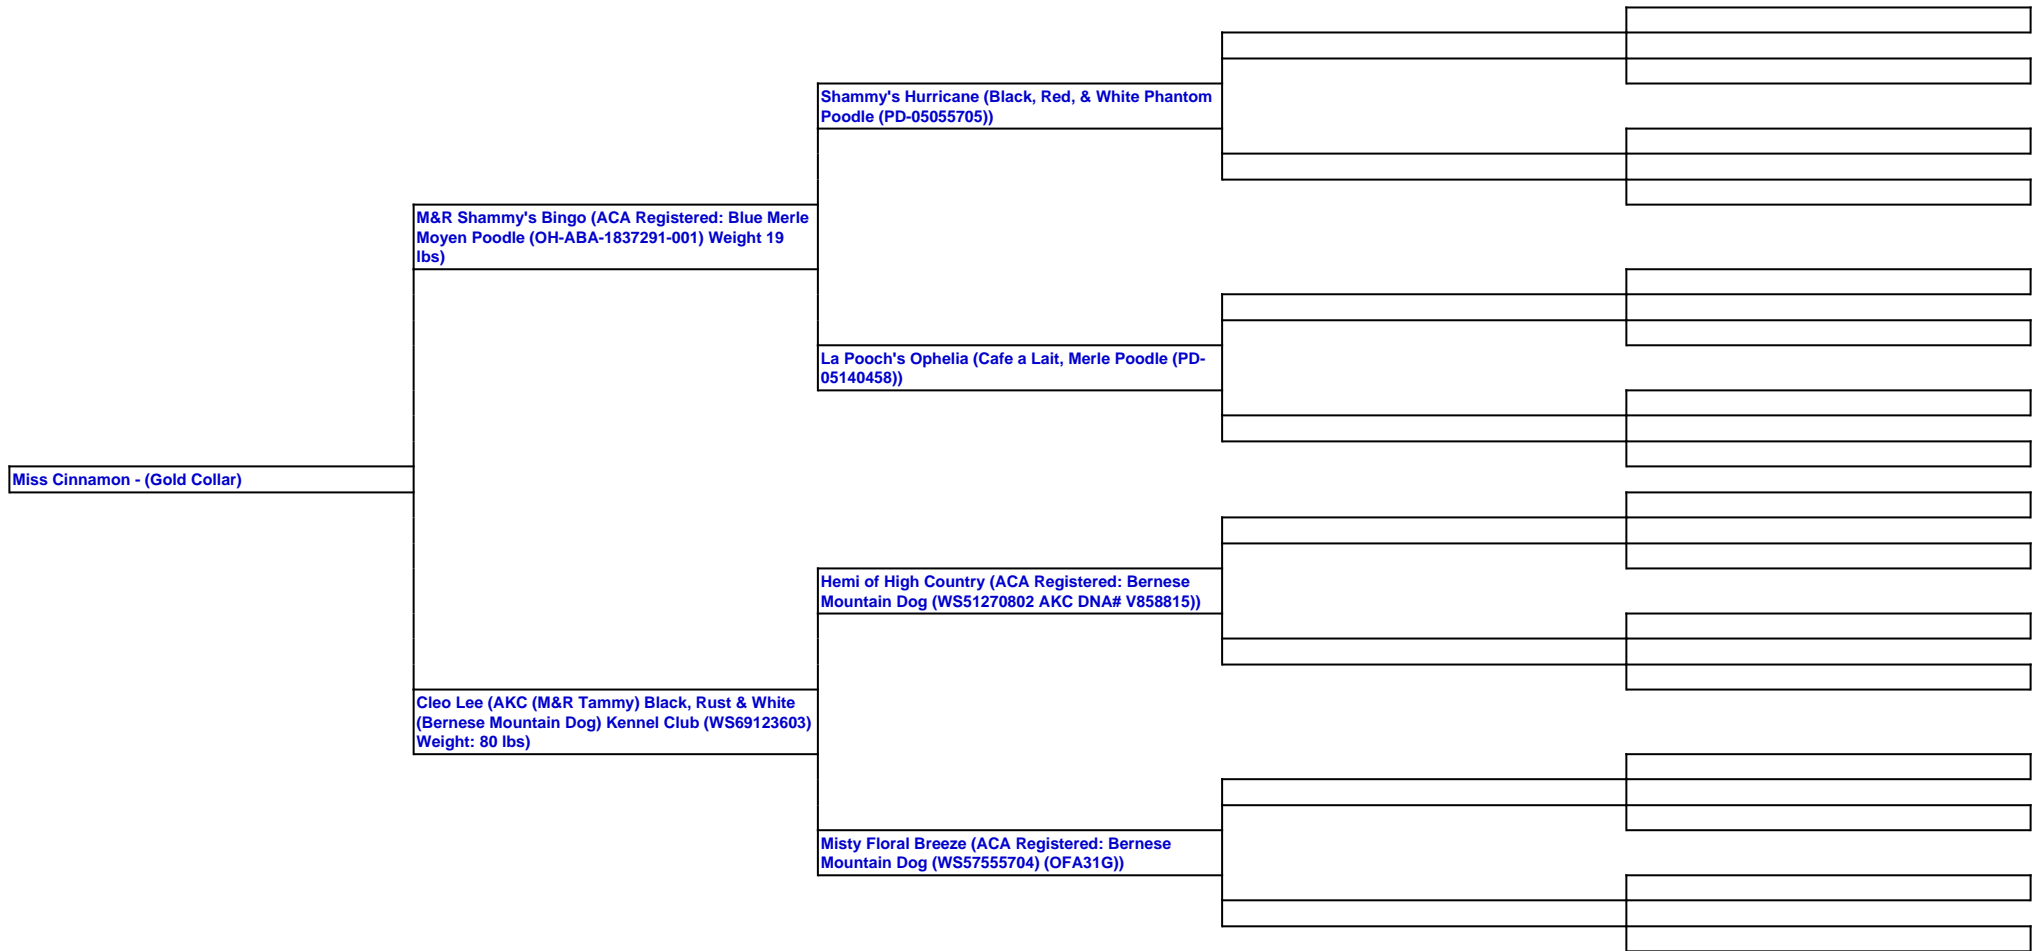 Shammy's Hurricane (Black, Red, & White Phantom
Poodle (PD-05055705))
M&R Shammy's Bingo (ACA Registered: Blue Merle
Moyen Poodle (OH-ABA-1837291-001) Weight 19
lbs)
La Pooch's Ophelia (Cafe a Lait, Merle Poodle (PD-
05140458))
Miss Cinnamon - (Gold Collar)
Hemi of High Country (ACA Registered: Bernese
Mountain Dog (WS51270802 AKC DNA# V858815))
Cleo Lee (AKC (M&R Tammy) Black, Rust & White
(Bernese Mountain Dog) Kennel Club (WS69123603)
Weight: 80 lbs)
Misty Floral Breeze (ACA Registered: Bernese
Mountain Dog (WS57555704) (OFA31G))